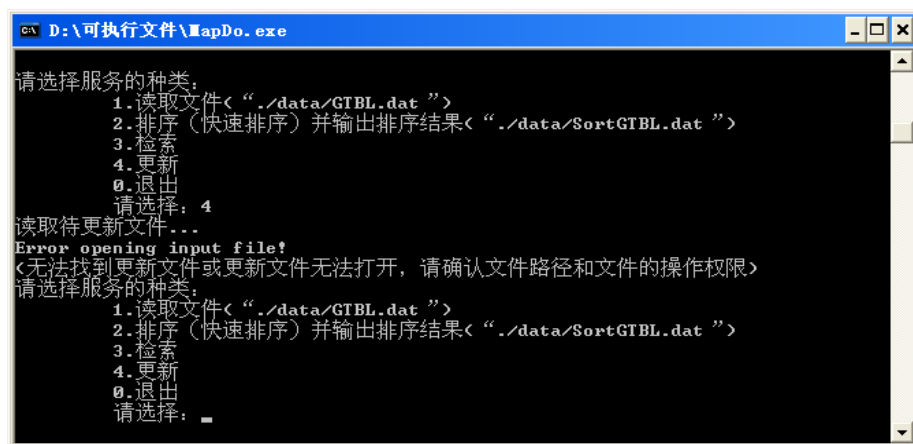 D:\可执行文件\MapDo.exe
请选择服务的种类：
1.读取文件(“./data/GTBL.dat ”)
2.排序（快速排序）并输出排序结果(“./data/SortGTBL.dat ”)
3.检索
4.更新
0.退出
请选择：4
读取待更新文件...
Error opening input file!
(无法找到更新文件或更新文件无法打开，请确认文件路径和文件的操作权限)
请选择服务的种类：
1.读取文件(“./data/GTBL.dat ”)
2.排序（快速排序）并输出排序结果(“./data/SortGTBL.dat ”)
3.检索
4.更新
0.退出
请选择：